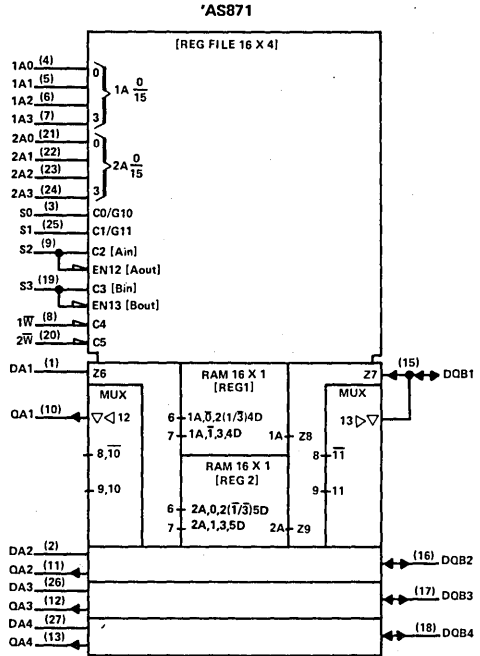 'AS871
[REG FILE 16 X 4]
1A0 (4)
1A1 (5)
1A2 (6)
1A3 (7)
0
3
1A 0/15
2A0 (21)
2A1 (22)
2A2 (23)
2A3 (24)
0
3
2A 0/15
S0 (3) C0/G10
S1 (25) C1/G11
S2 (9) C2 [Ain]
EN12 [Aout]
S3 (19) C3 [Bin]
EN13 [Bout]
1W̅ (8) C4
2W̅ (20) C5
DA1 (1) Z6
Z7 (15) DQB1
MUX
QA1 (10) ▽◁ 12
8,1̅0̅
9,10
RAM 16 X 1
[REG1]
6 1A,0̅,2(1/3̅)4D
7 1A,1̅,3,4D
1A Z8
RAM 16 X 1
[REG 2]
6 2A,0,2(1̅/3̅)5D
7 2A,1,3,5D
2A Z9
MUX
13 ▷▽
8 1̅1̅
9 11
DA2 (2)
QA2 (11)
(16) DQB2
DA3 (26)
QA3 (12)
(17) DQB3
DA4 (27)
QA4 (13)
(18) DQB4